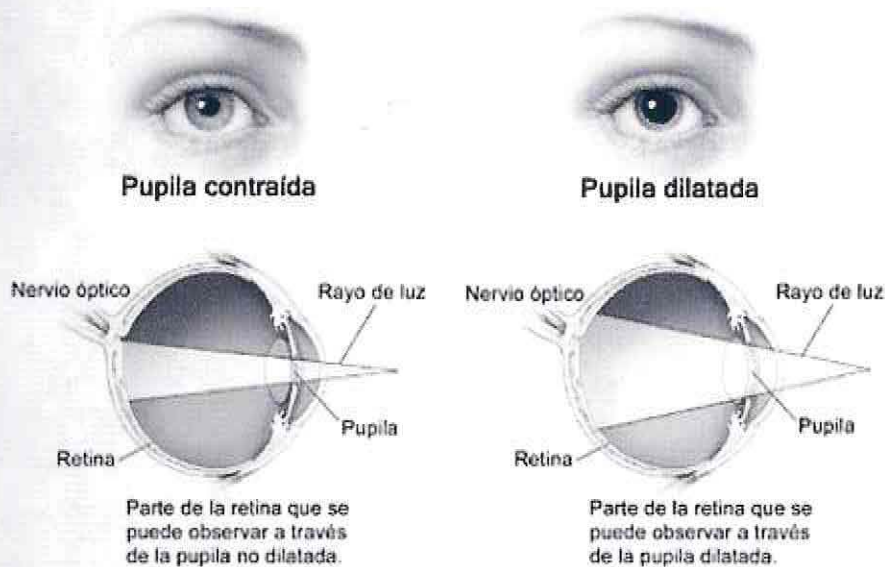 Pupila contraída
Pupila dilatada
Nervio óptico
Rayo de luz
Pupila
Retina
Parte de la retina que se
puede observar a través
de la pupila no dilatada.
Nervio óptico
Rayo de luz
Pupila
Retina
Parte de la retina que se
puede observar a través
de la pupila dilatada.